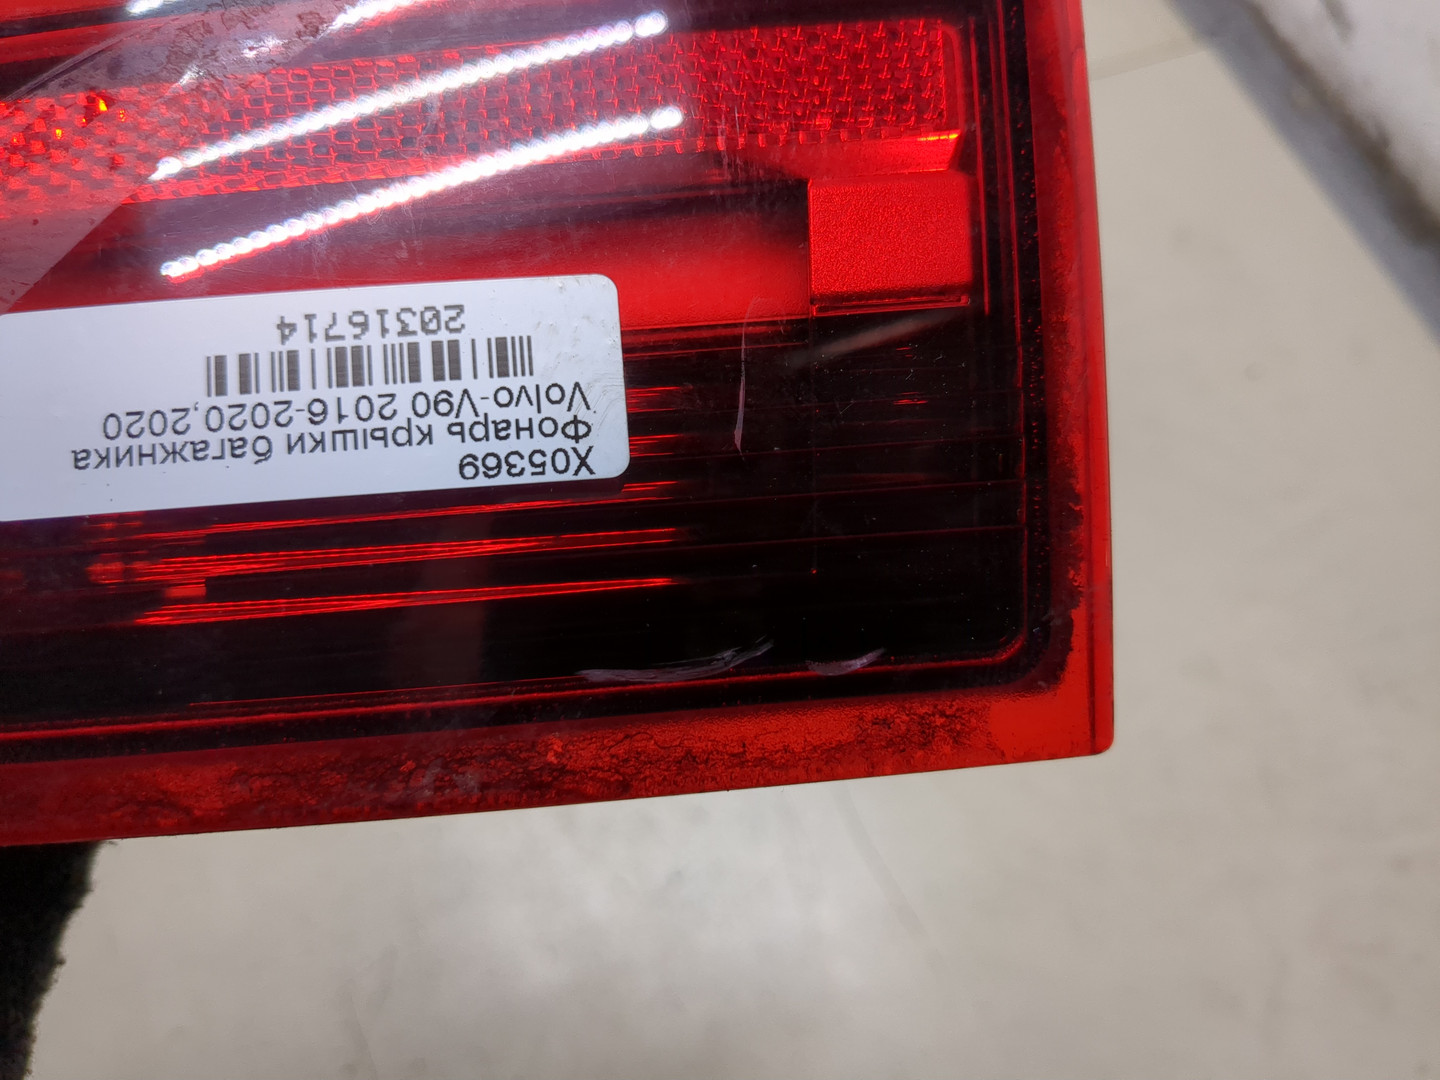 X05369
Фонарь крышки багажника
Volvo-V90 2016-2020,2020
20316714